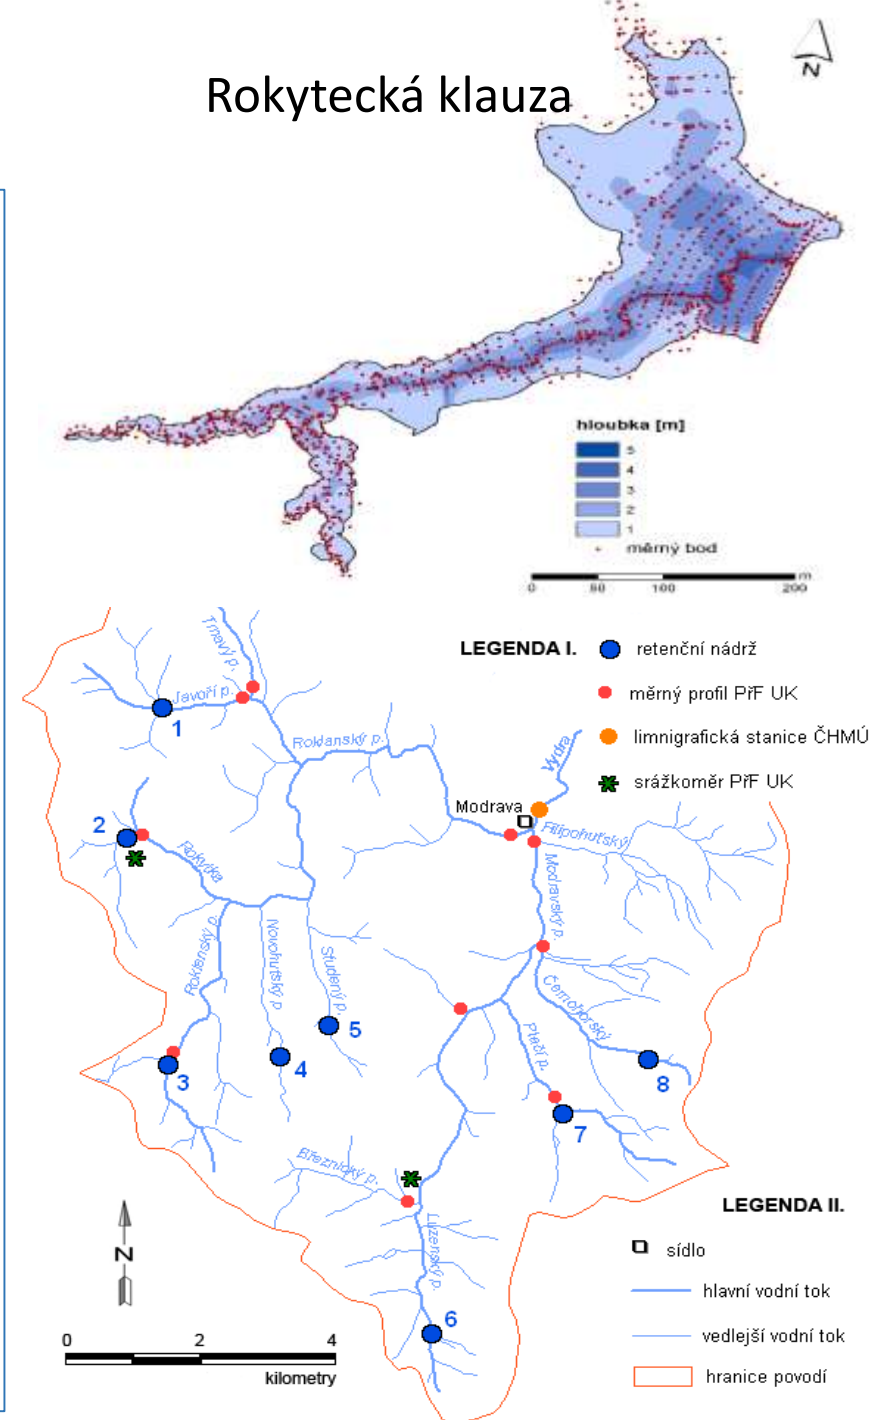 Rokytecká klauza
N
hloubka [m]
5
4
3
2
1
měrný bod
0 50 100 200 m
LEGENDA I.
retenční nádrž
měrný profil PřF UK
limnigrafická stanice ČHMÚ
srážkoměr PřF UK
Tmavý p.
Javoří p.
1
Roklanský p.
Vydra
Modrava
Filipohuťský
2
Rokytka
Modravský p.
Roklanský p.
Novohuťský p.
Studený p.
Černohorský p.
Ptačí p.
5
4
3
8
7
Březnický p.
Luzenský p.
6
N
0 2 4
kilometry
LEGENDA II.
sídlo
hlavní vodní tok
vedlejší vodní tok
hranice povodí